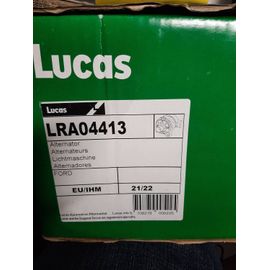 Lucas
Lucas
LRA04413
Alternator
Alternateurs
Lichtmaschine
Alternadores
FORD
EU/IHM 21/22